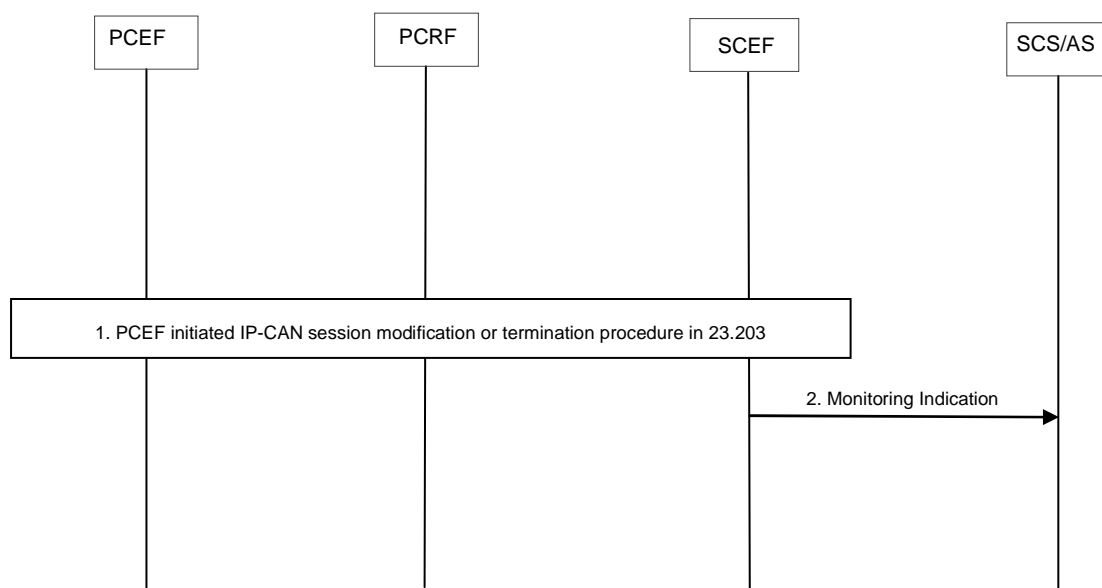 PCEF
PCRF
SCEF
SCS/AS
1. PCEF initiated IP-CAN session modification or termination procedure in 23.203
2. Monitoring Indication